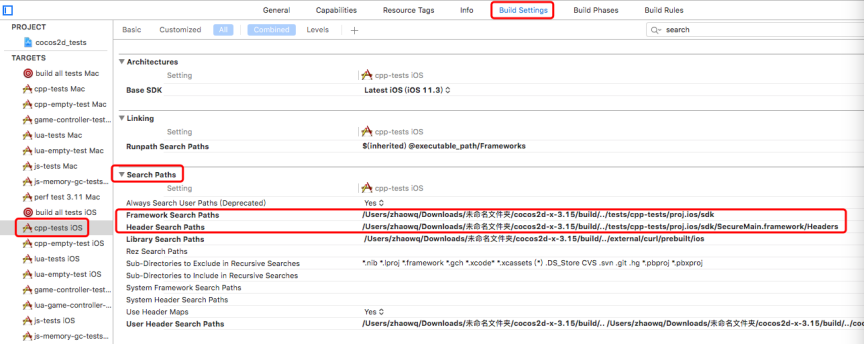 General Capabilities Resource Tags Info Build Settings Build Phases Build Rules
PROJECT
cocos2d_tests
TARGETS
build all tests Mac
cpp-tests Mac
cpp-empty-test Mac
game-controller-test...
lua-tests Mac
lua-empty-test Mac
js-tests Mac
js-memory-gc-tests...
perf test 3.11 Mac
build all tests iOS
cpp-tests iOS
cpp-empty-test iOS
lua-tests iOS
lua-empty-test iOS
game-controller-test...
lua-game-controller...
js-tests iOS
js-memory-gc-tests...
Basic Customized All Combined Levels + search
Architectures
Setting cpp-tests iOS
Base SDK Latest iOS (iOS 11.3)
Linking
Setting cpp-tests iOS
Runpath Search Paths $(inherited) @executable_path/Frameworks
Search Paths
Setting cpp-tests iOS
Always Search User Paths (Deprecated) Yes
Framework Search Paths /Users/zhaowq/Downloads/未命名文件夹/cocos2d-x-3.15/build/../tests/cpp-tests/proj.ios/sdk
Header Search Paths /Users/zhaowq/Downloads/未命名文件夹/cocos2d-x-3.15/build/../tests/cpp-tests/proj.ios/sdk/SecureMain.framework/Headers
Library Search Paths /Users/zhaowq/Downloads/未命名文件夹/cocos2d-x-3.15/build/../external/curl/prebuilt/ios
Rez Search Paths
Sub-Directories to Exclude in Recursive Searches *.nib *.lproj *.framework *.gch *.xcode* *.xcassets (*) .DS_Store CVS .svn .git .hg *.pbproj *.pbxproj
Sub-Directories to Include in Recursive Searches
System Framework Search Paths
System Header Search Paths
Use Header Maps Yes
User Header Search Paths /Users/zhaowq/Downloads/未命名文件夹/cocos2d-x-3.15/build/.. /Users/zhaowq/Downloads/未命名文件夹/cocos2d-x-3.15/build/../coc